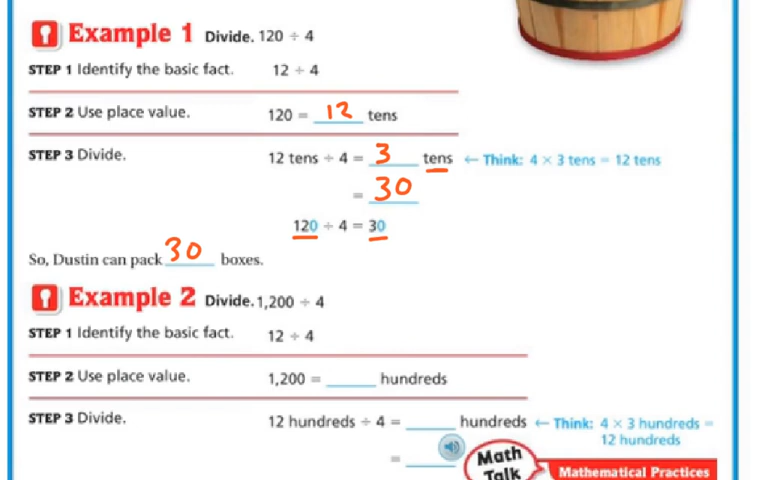 Example 1 Divide. 120 ÷ 4
STEP 1 Identify the basic fact. 12 ÷ 4
STEP 2 Use place value. 120 = 12 tens
STEP 3 Divide. 12 tens ÷ 4 = 3 tens ← Think: 4 × 3 tens = 12 tens
= 30
120 ÷ 4 = 30
So, Dustin can pack 30 boxes.
Example 2 Divide. 1,200 ÷ 4
STEP 1 Identify the basic fact. 12 ÷ 4
STEP 2 Use place value. 1,200 = ____ hundreds
STEP 3 Divide. 12 hundreds ÷ 4 = ____ hundreds ← Think: 4 × 3 hundreds =
12 hundreds
= ____
Math
Talk
Mathematical Practices